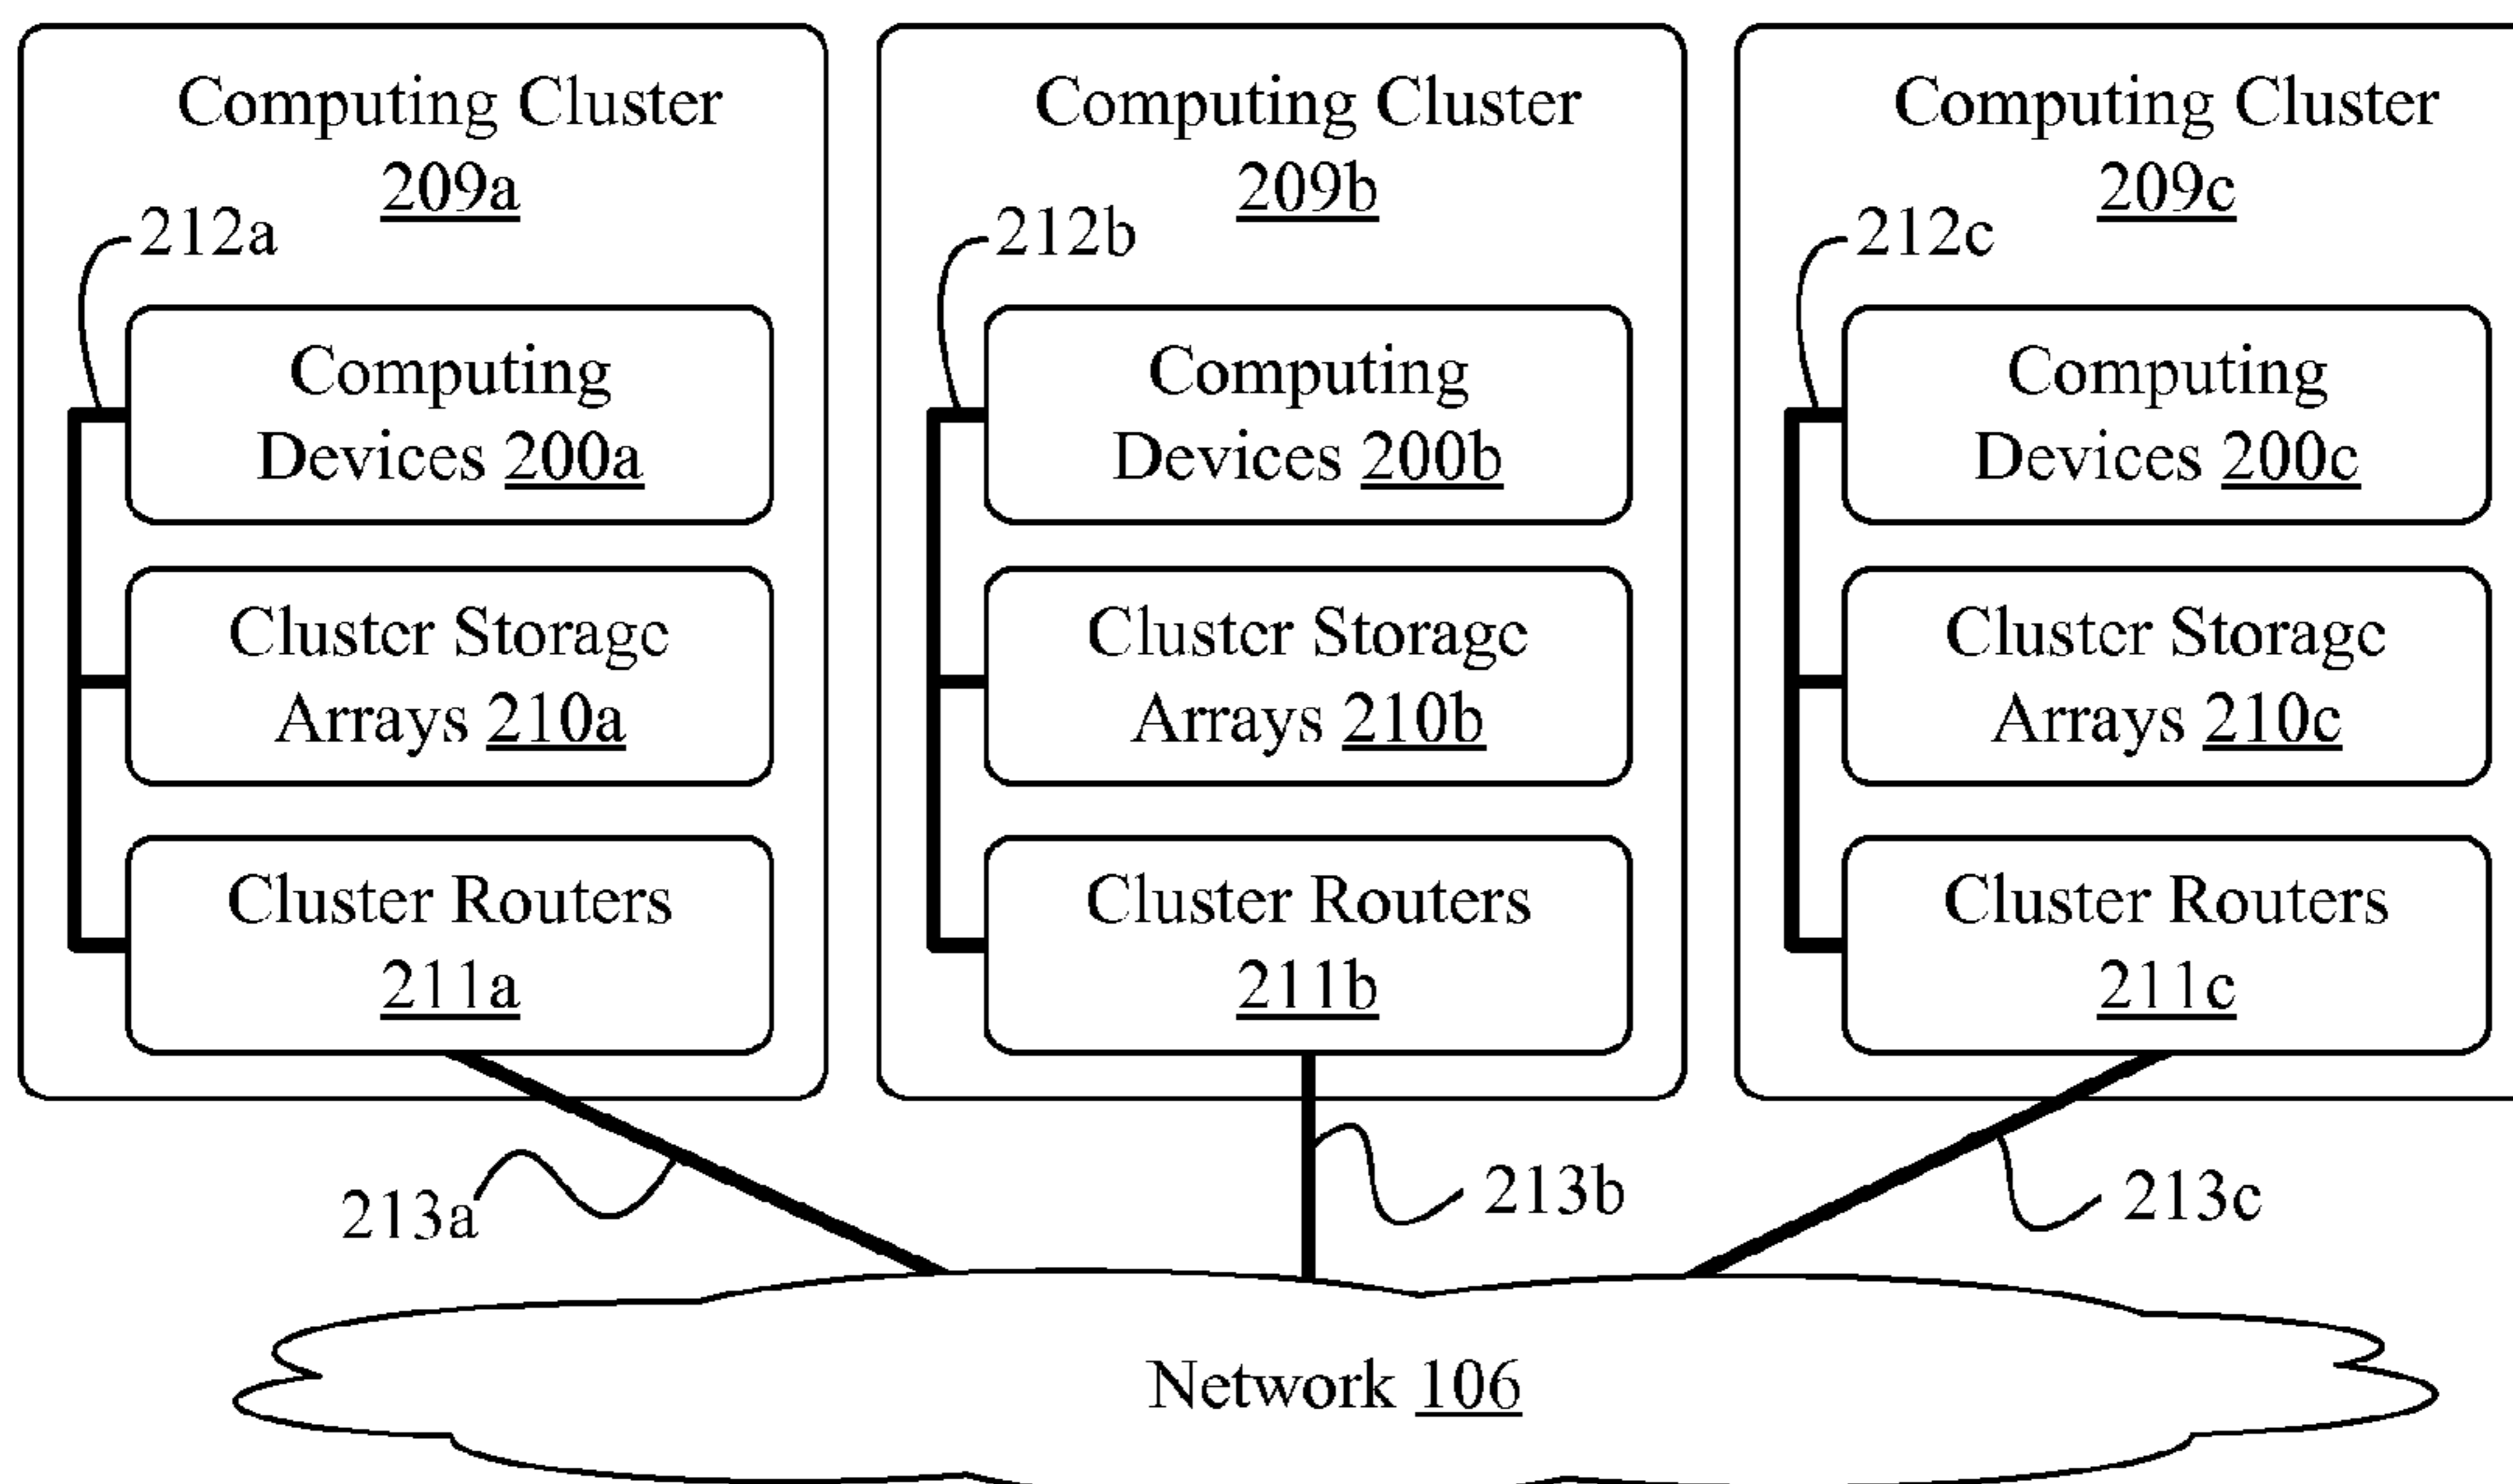 Computing Cluster
209a
212a
Computing
Devices 200a
Cluster Storage
Arrays 210a
Cluster Routers
211a
Computing Cluster
209b
212b
Computing
Devices 200b
Cluster Storage
Arrays 210b
Cluster Routers
211b
Computing Cluster
209c
212c
Computing
Devices 200c
Cluster Storage
Arrays 210c
Cluster Routers
211c
213a
213b
213c
Network 106